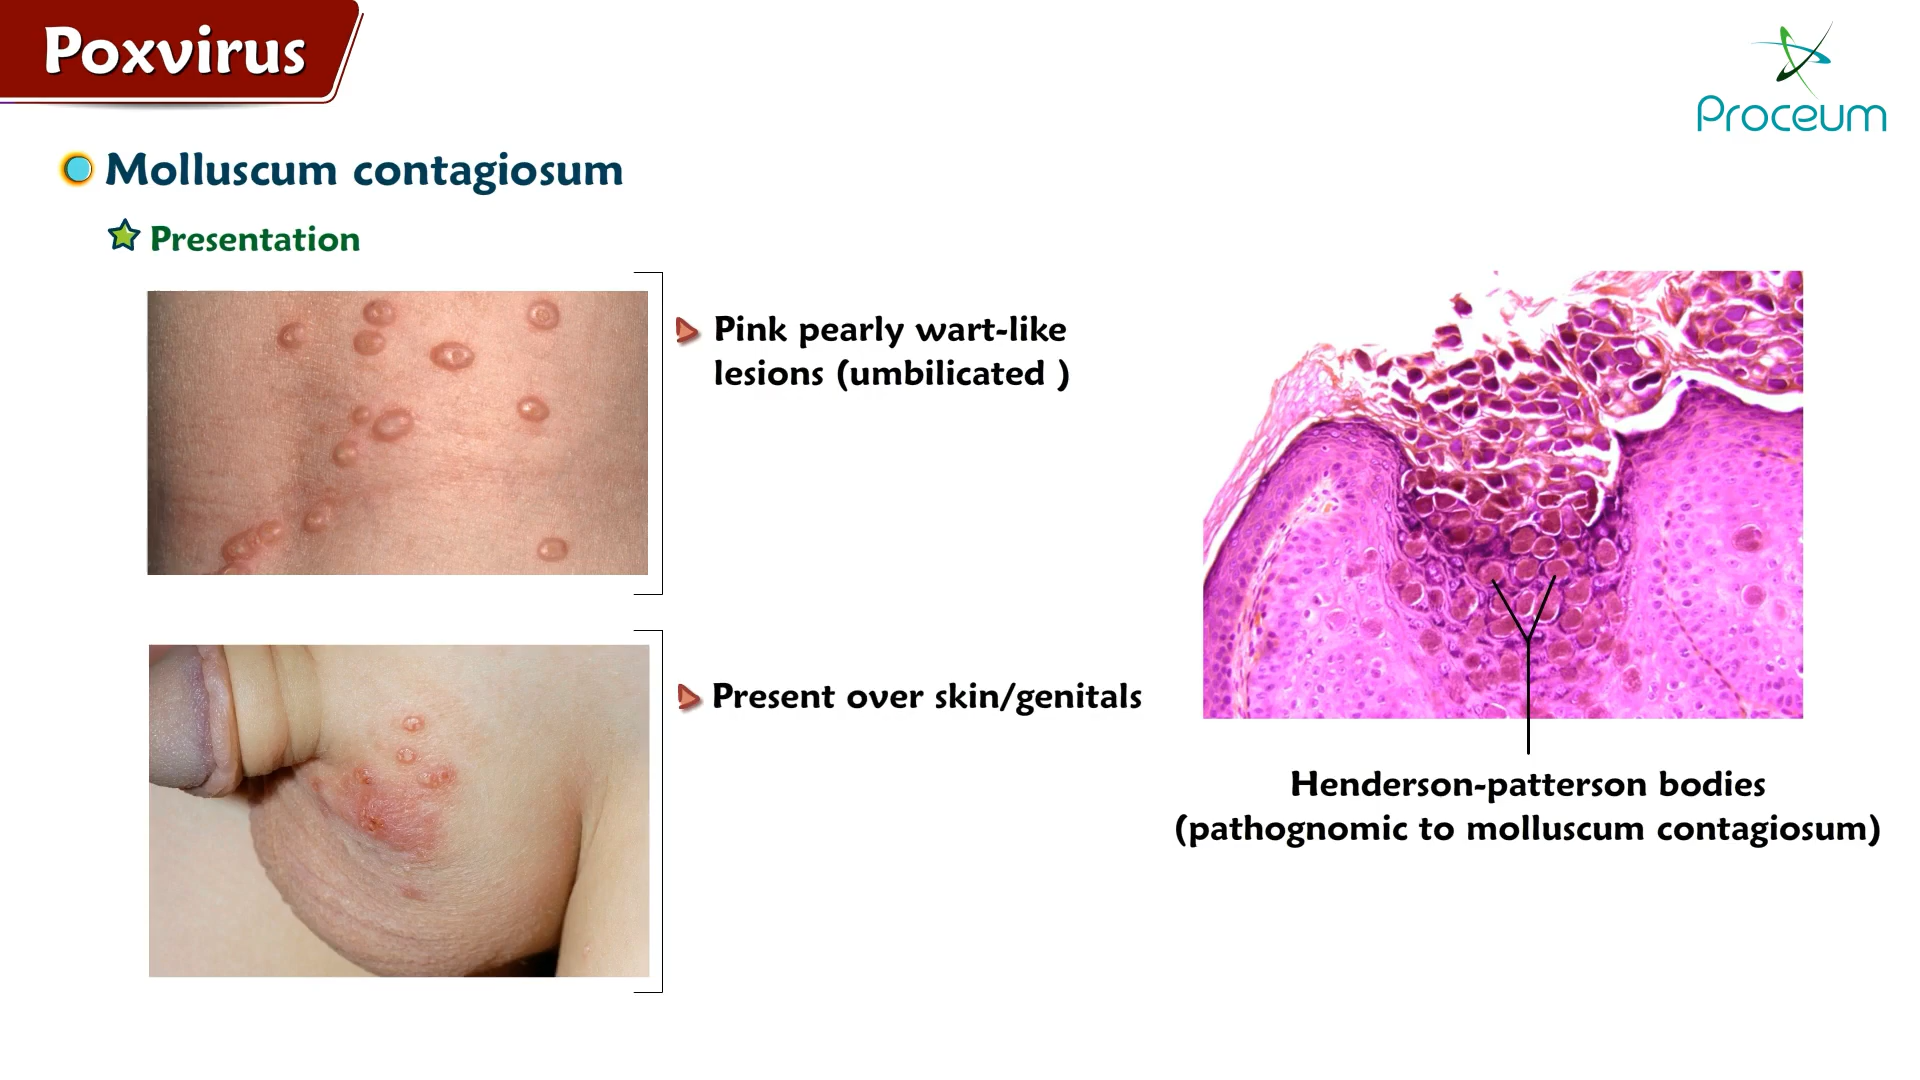 Poxvirus
Proceum
Molluscum contagiosum
Presentation
Pink pearly wart-like
lesions (umbilicated )
Present over skin/genitals
Henderson-patterson bodies
(pathognomic to molluscum contagiosum)